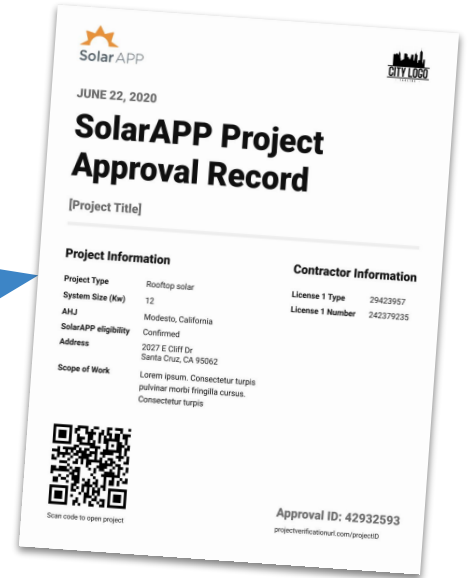 SolarAPP
CITY LOGO
JUNE 22, 2020
SolarAPP Project
Approval Record
[Project Title]
Project Information
Project Type Rooftop solar
System Size (Kw) 12
AHJ Modesto, California
SolarAPP eligibility Confirmed
Address 2027 E Cliff Dr
Santa Cruz, CA 95062
Scope of Work Lorem ipsum. Consectetur turpis
pulvinar morbi fringilla cursus.
Consectetur turpis
Contractor Information
License 1 Type 29423957
License 1 Number 242379235
Scan code to open project
Approval ID: 42932593
projectverificationurl.com/projectID